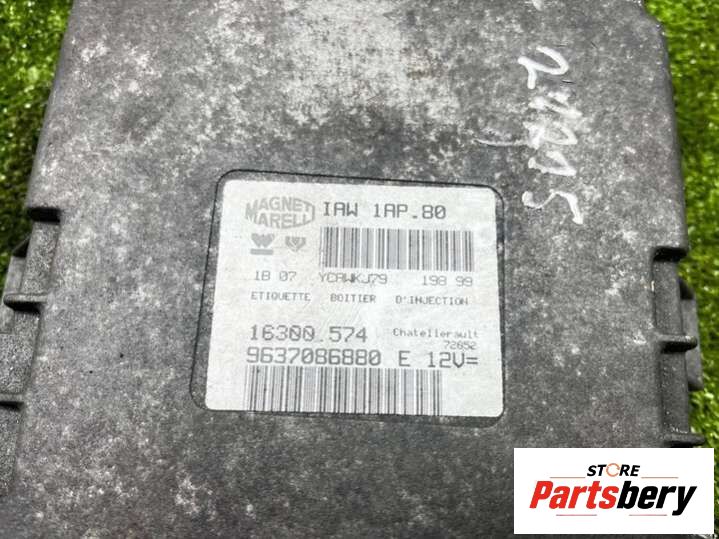 MAGNETI
MARELLI
IAW 1AP.80
18 07 YCAWKJ79 198 99
ETIQUETTE BOITIER D'INJECTION
16300.574 Chatellerault
72652
9637086880 E 12V=
STORE
Partsbery